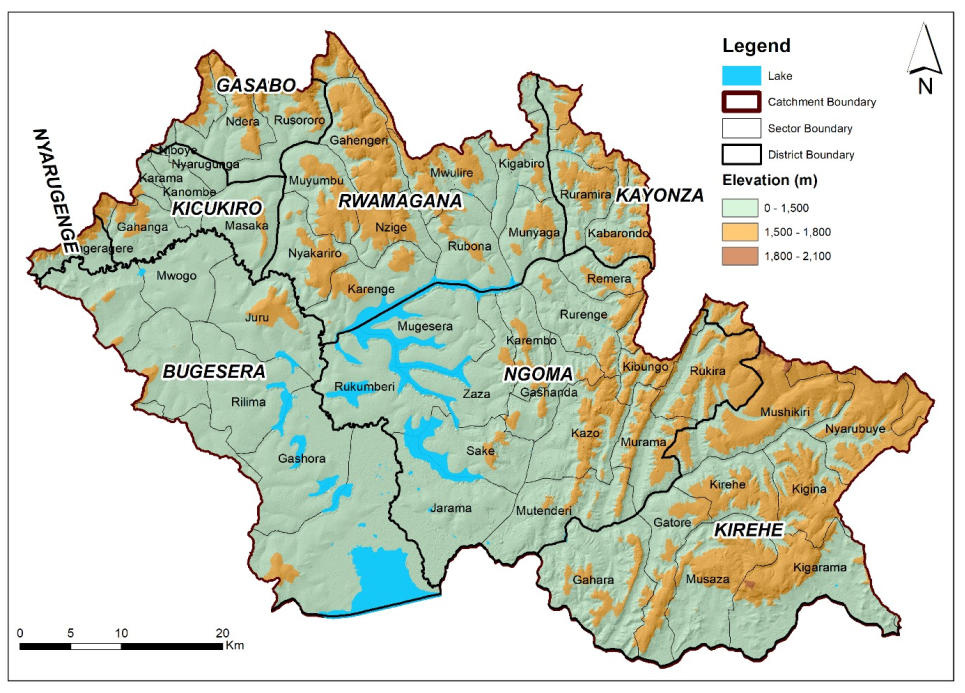 Legend
Lake
Catchment Boundary
Sector Boundary
District Boundary
Elevation (m)
0 - 1,500
1,500 - 1,800
1,800 - 2,100
N
GASABO
Ndera
Rusororo
Gahengeri
NYARUGENGE
Niboye
Nyarugunga
Karama
Kanombe
KICUKIRO
Gahanga
Masaka
Muyumbu
RWAMAGANA
Mwulire
Kigabiro
Nzige
Rubona
Munyaga
Nyakariro
Karenge
KAYONZA
Ruramira
Kabarondo
Remera
Rurenge
Mwogo
Juru
BUGESERA
Rilima
Gashora
Mugesera
Rukumberi
Karembo
NGOMA
Zaza
Gashanda
Kibungo
Rukira
Kazo
Murama
Sake
Jarama
Mutenderi
Mushikiri
Nyarubuye
Kirehe
Kigina
Gatore
KIREHE
Gahara
Musaza
Kigarama
0 5 10 20
Km